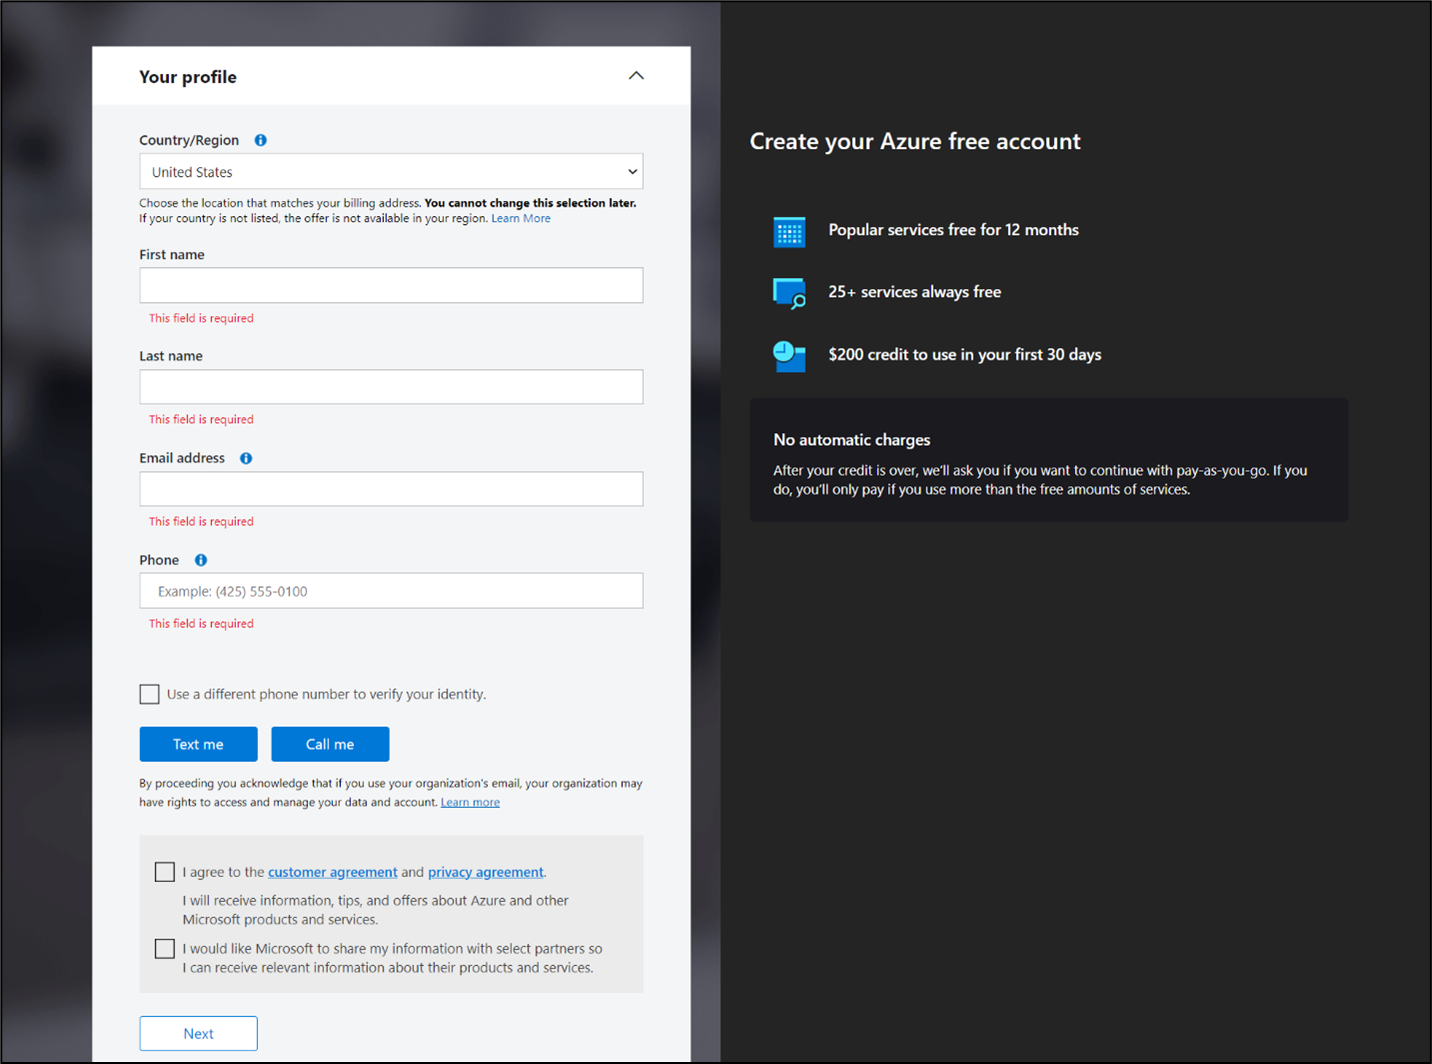 Your profile
Country/Region
United States
Choose the location that matches your billing address. You cannot change this selection later.
If your country is not listed, the offer is not available in your region. Learn More
First name
This field is required
Last name
This field is required
Email address
This field is required
Phone
Example: (425) 555-0100
This field is required
Use a different phone number to verify your identity.
Text me
Call me
By proceeding you acknowledge that if you use your organization's email, your organization may
have rights to access and manage your data and account. Learn more
I agree to the customer agreement and privacy agreement.
I will receive information, tips, and offers about Azure and other
Microsoft products and services.
I would like Microsoft to share my information with select partners so
I can receive relevant information about their products and services.
Next
Create your Azure free account
Popular services free for 12 months
25+ services always free
$200 credit to use in your first 30 days
No automatic charges
After your credit is over, we'll ask you if you want to continue with pay-as-you-go. If you
do, you'll only pay if you use more than the free amounts of services.